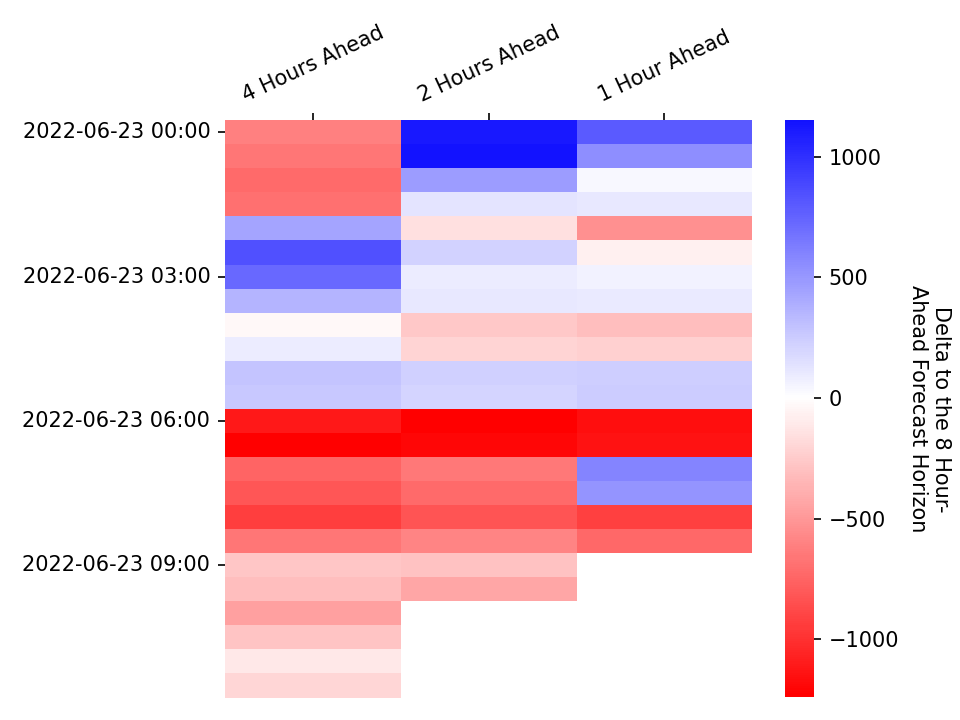 4 Hours Ahead
2 Hours Ahead
1 Hour Ahead
2022-06-23 00:00
2022-06-23 03:00
2022-06-23 06:00
2022-06-23 09:00
1000
500
0
−500
−1000
Delta to the 8 Hour-
Ahead Forecast Horizon